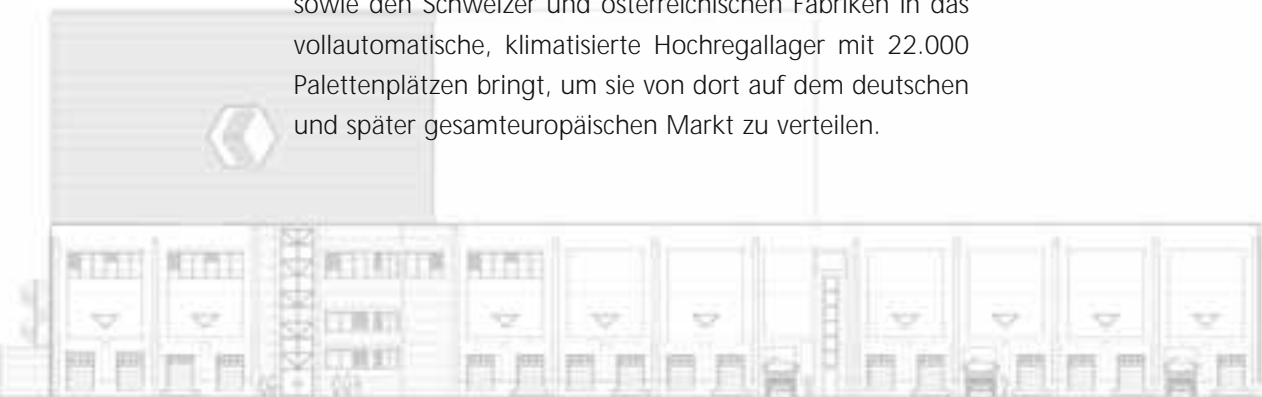 sowie den Schweizer und österreichischen Fabriken in das
vollautomatische, klimatisierte Hochregallager mit 22.000
Palettenplätzen bringt, um sie von dort auf dem deutschen
und später gesamteuropäischen Markt zu verteilen.